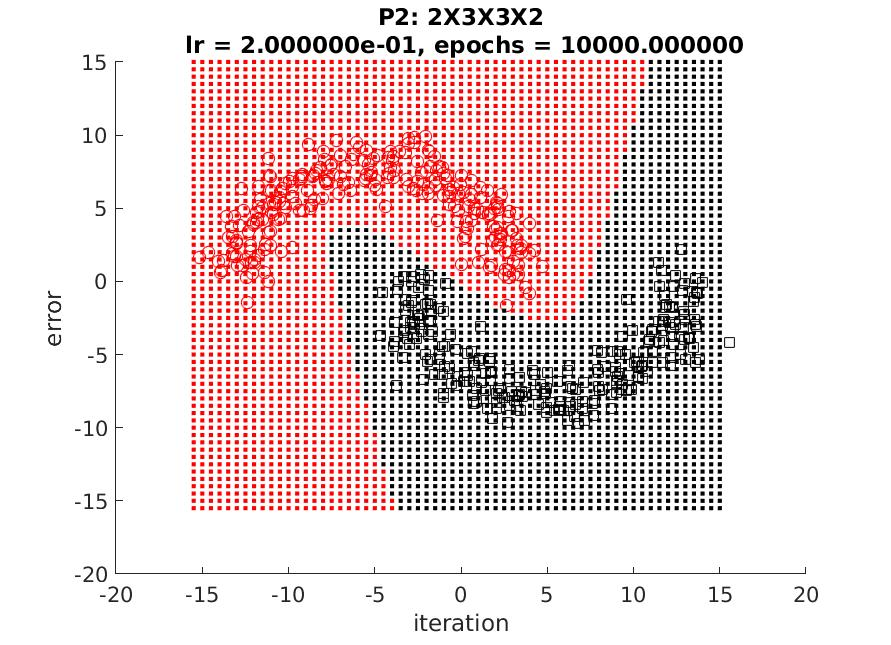 P2: 2X3X3X2
lr = 2.000000e-01, epochs = 10000.000000
15
10
5
0
-5
-10
-15
-20
error
-20 -15 -10 -5 0 5 10 15 20
iteration